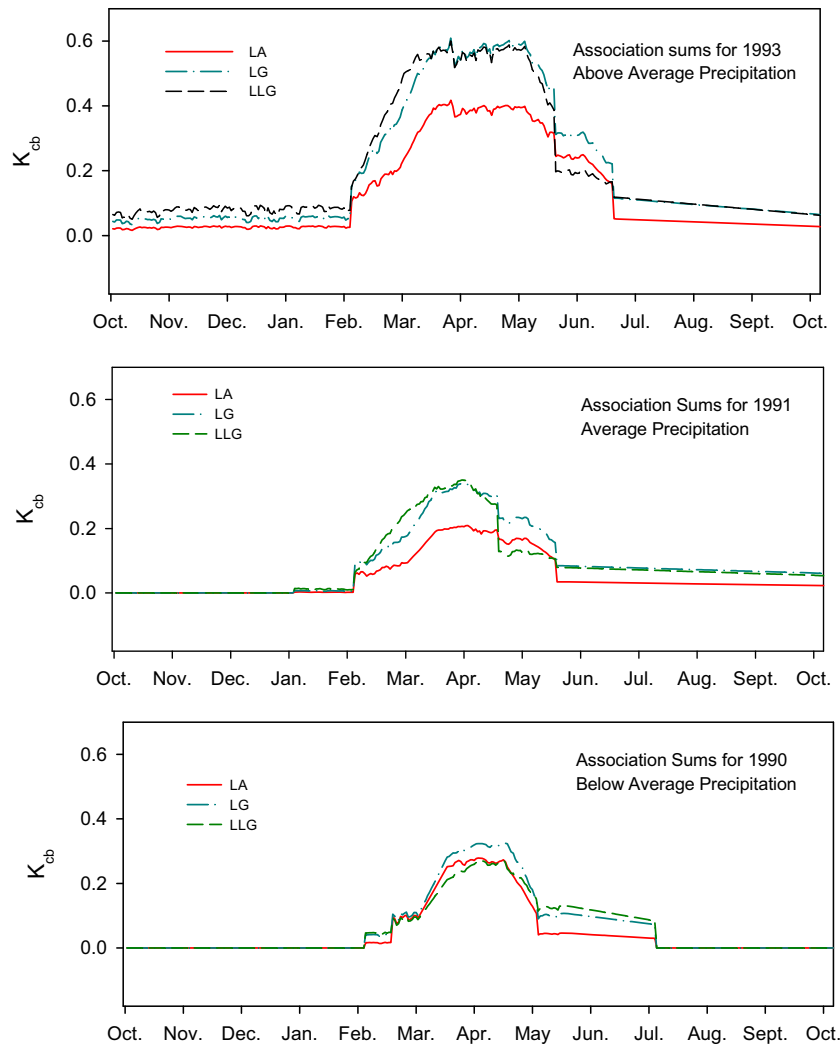 0.6
0.4
0.2
0.0
K_cb
LA
LG
LLG
Association sums for 1993
Above Average Precipitation
Oct. Nov. Dec. Jan. Feb. Mar. Apr. May Jun. Jul. Aug. Sept. Oct.
0.6
0.4
0.2
0.0
K_cb
LA
LG
LLG
Association Sums for 1991
Average Precipitation
Oct. Nov. Dec. Jan. Feb. Mar. Apr. May Jun. Jul. Aug. Sept. Oct.
0.6
0.4
0.2
0.0
K_cb
LA
LG
LLG
Association Sums for 1990
Below Average Precipitation
Oct. Nov. Dec. Jan. Feb. Mar. Apr. May Jun. Jul. Aug. Sept. Oct.